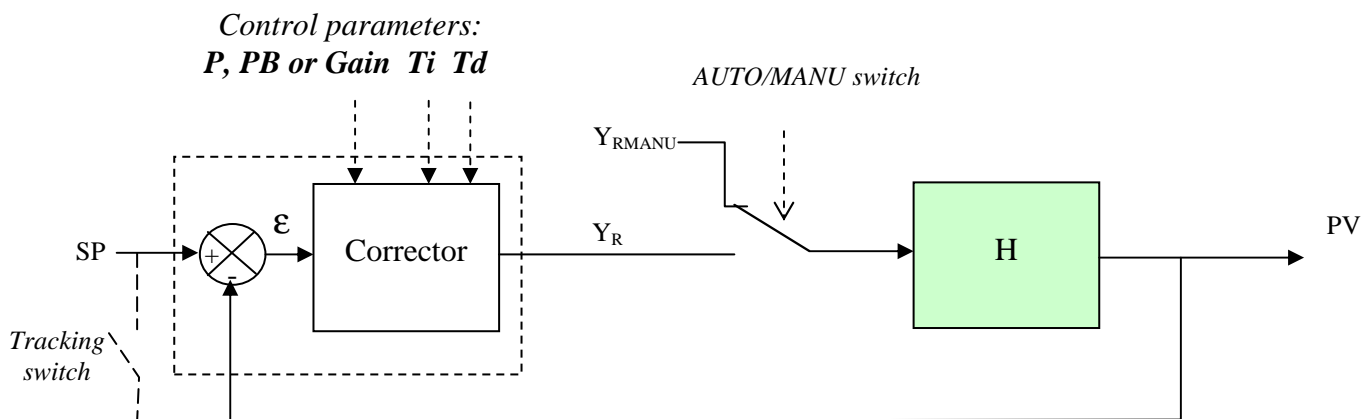 Control parameters:
P, PB or Gain Ti Td
AUTO/MANU switch
YRMANU
SP
+
-
ε
Corrector
YR
H
PV
Tracking
switch